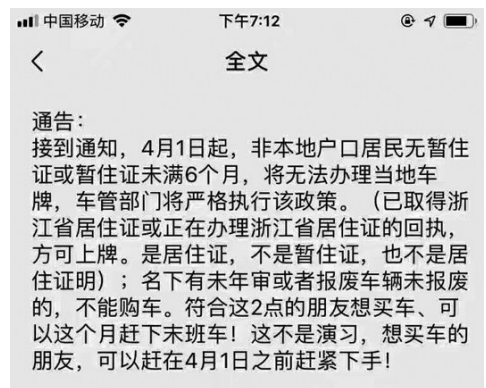 中国移动 下午7:12
全文
通告：
接到通知，4月1日起，非本地户口居民无暂住
证或暂住证未满6个月，将无法办理当地车
牌，车管部门将严格执行该政策。（已取得浙
江省居住证或正在办理浙江省居住证的回执，
方可上牌。是居住证，不是暂住证，也不是居
住证明）；名下有未年审或者报废车辆未报废
的，不能购车。符合这2点的朋友想买车、可
以这个月赶下末班车！这不是演习，想买车的
朋友，可以赶在4月1日之前赶紧下手！